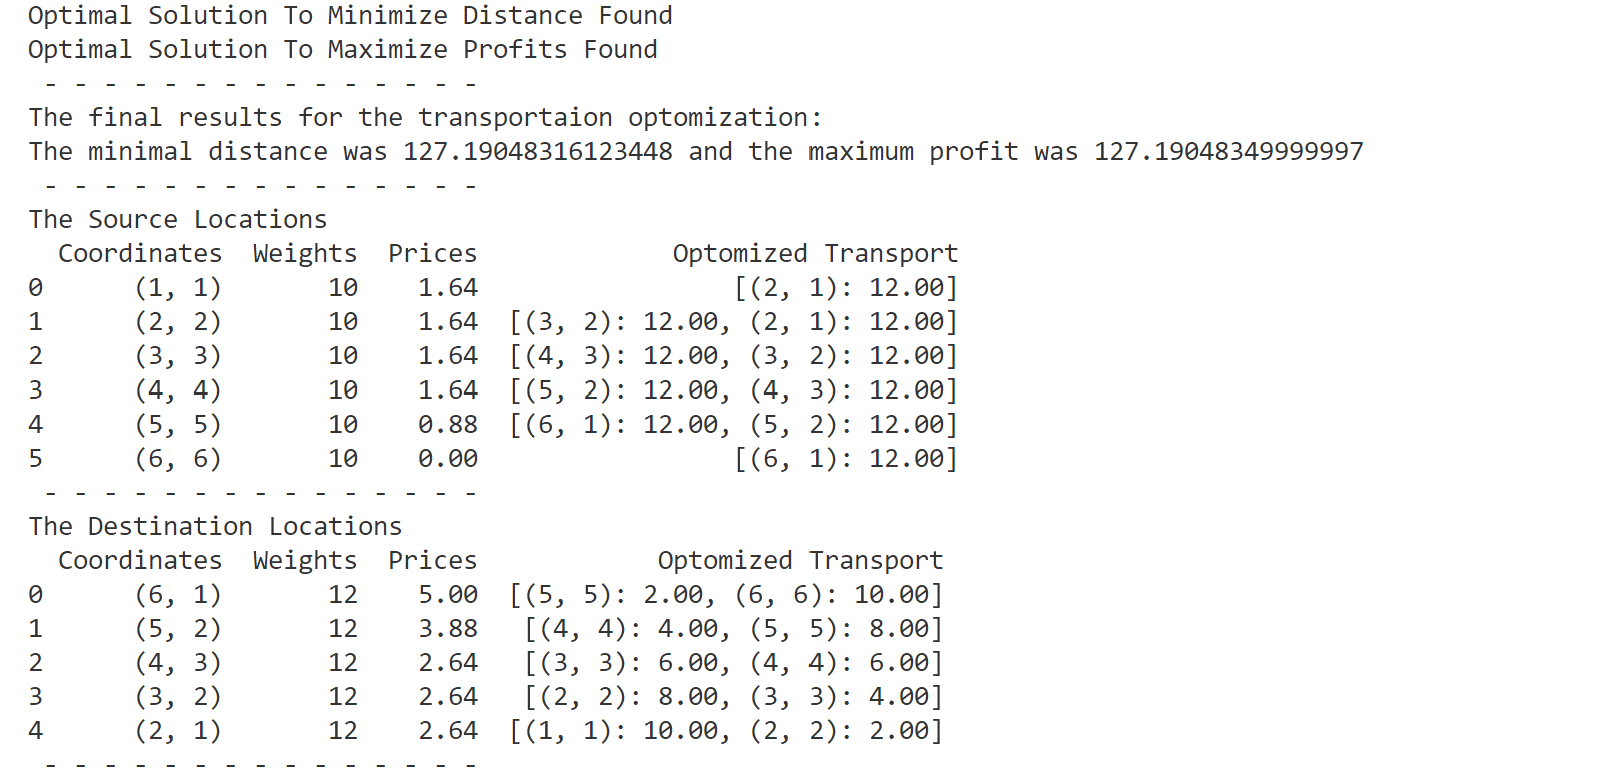 Optimal Solution To Minimize Distance Found
Optimal Solution To Maximize Profits Found
- - - - - - - - - - - - - - -
The final results for the transportaion optomization:
The minimal distance was 127.19048316123448 and the maximum profit was 127.19048349999997
- - - - - - - - - - - - - - -
The Source Locations
Coordinates Weights Prices Optomized Transport
0 (1, 1) 10 1.64 [(2, 1): 12.00]
1 (2, 2) 10 1.64 [(3, 2): 12.00, (2, 1): 12.00]
2 (3, 3) 10 1.64 [(4, 3): 12.00, (3, 2): 12.00]
3 (4, 4) 10 1.64 [(5, 2): 12.00, (4, 3): 12.00]
4 (5, 5) 10 0.88 [(6, 1): 12.00, (5, 2): 12.00]
5 (6, 6) 10 0.00 [(6, 1): 12.00]
- - - - - - - - - - - - - - -
The Destination Locations
Coordinates Weights Prices Optomized Transport
0 (6, 1) 12 5.00 [(5, 5): 2.00, (6, 6): 10.00]
1 (5, 2) 12 3.88 [(4, 4): 4.00, (5, 5): 8.00]
2 (4, 3) 12 2.64 [(3, 3): 6.00, (4, 4): 6.00]
3 (3, 2) 12 2.64 [(2, 2): 8.00, (3, 3): 4.00]
4 (2, 1) 12 2.64 [(1, 1): 10.00, (2, 2): 2.00]
- - - - - - - - - - - - - - -